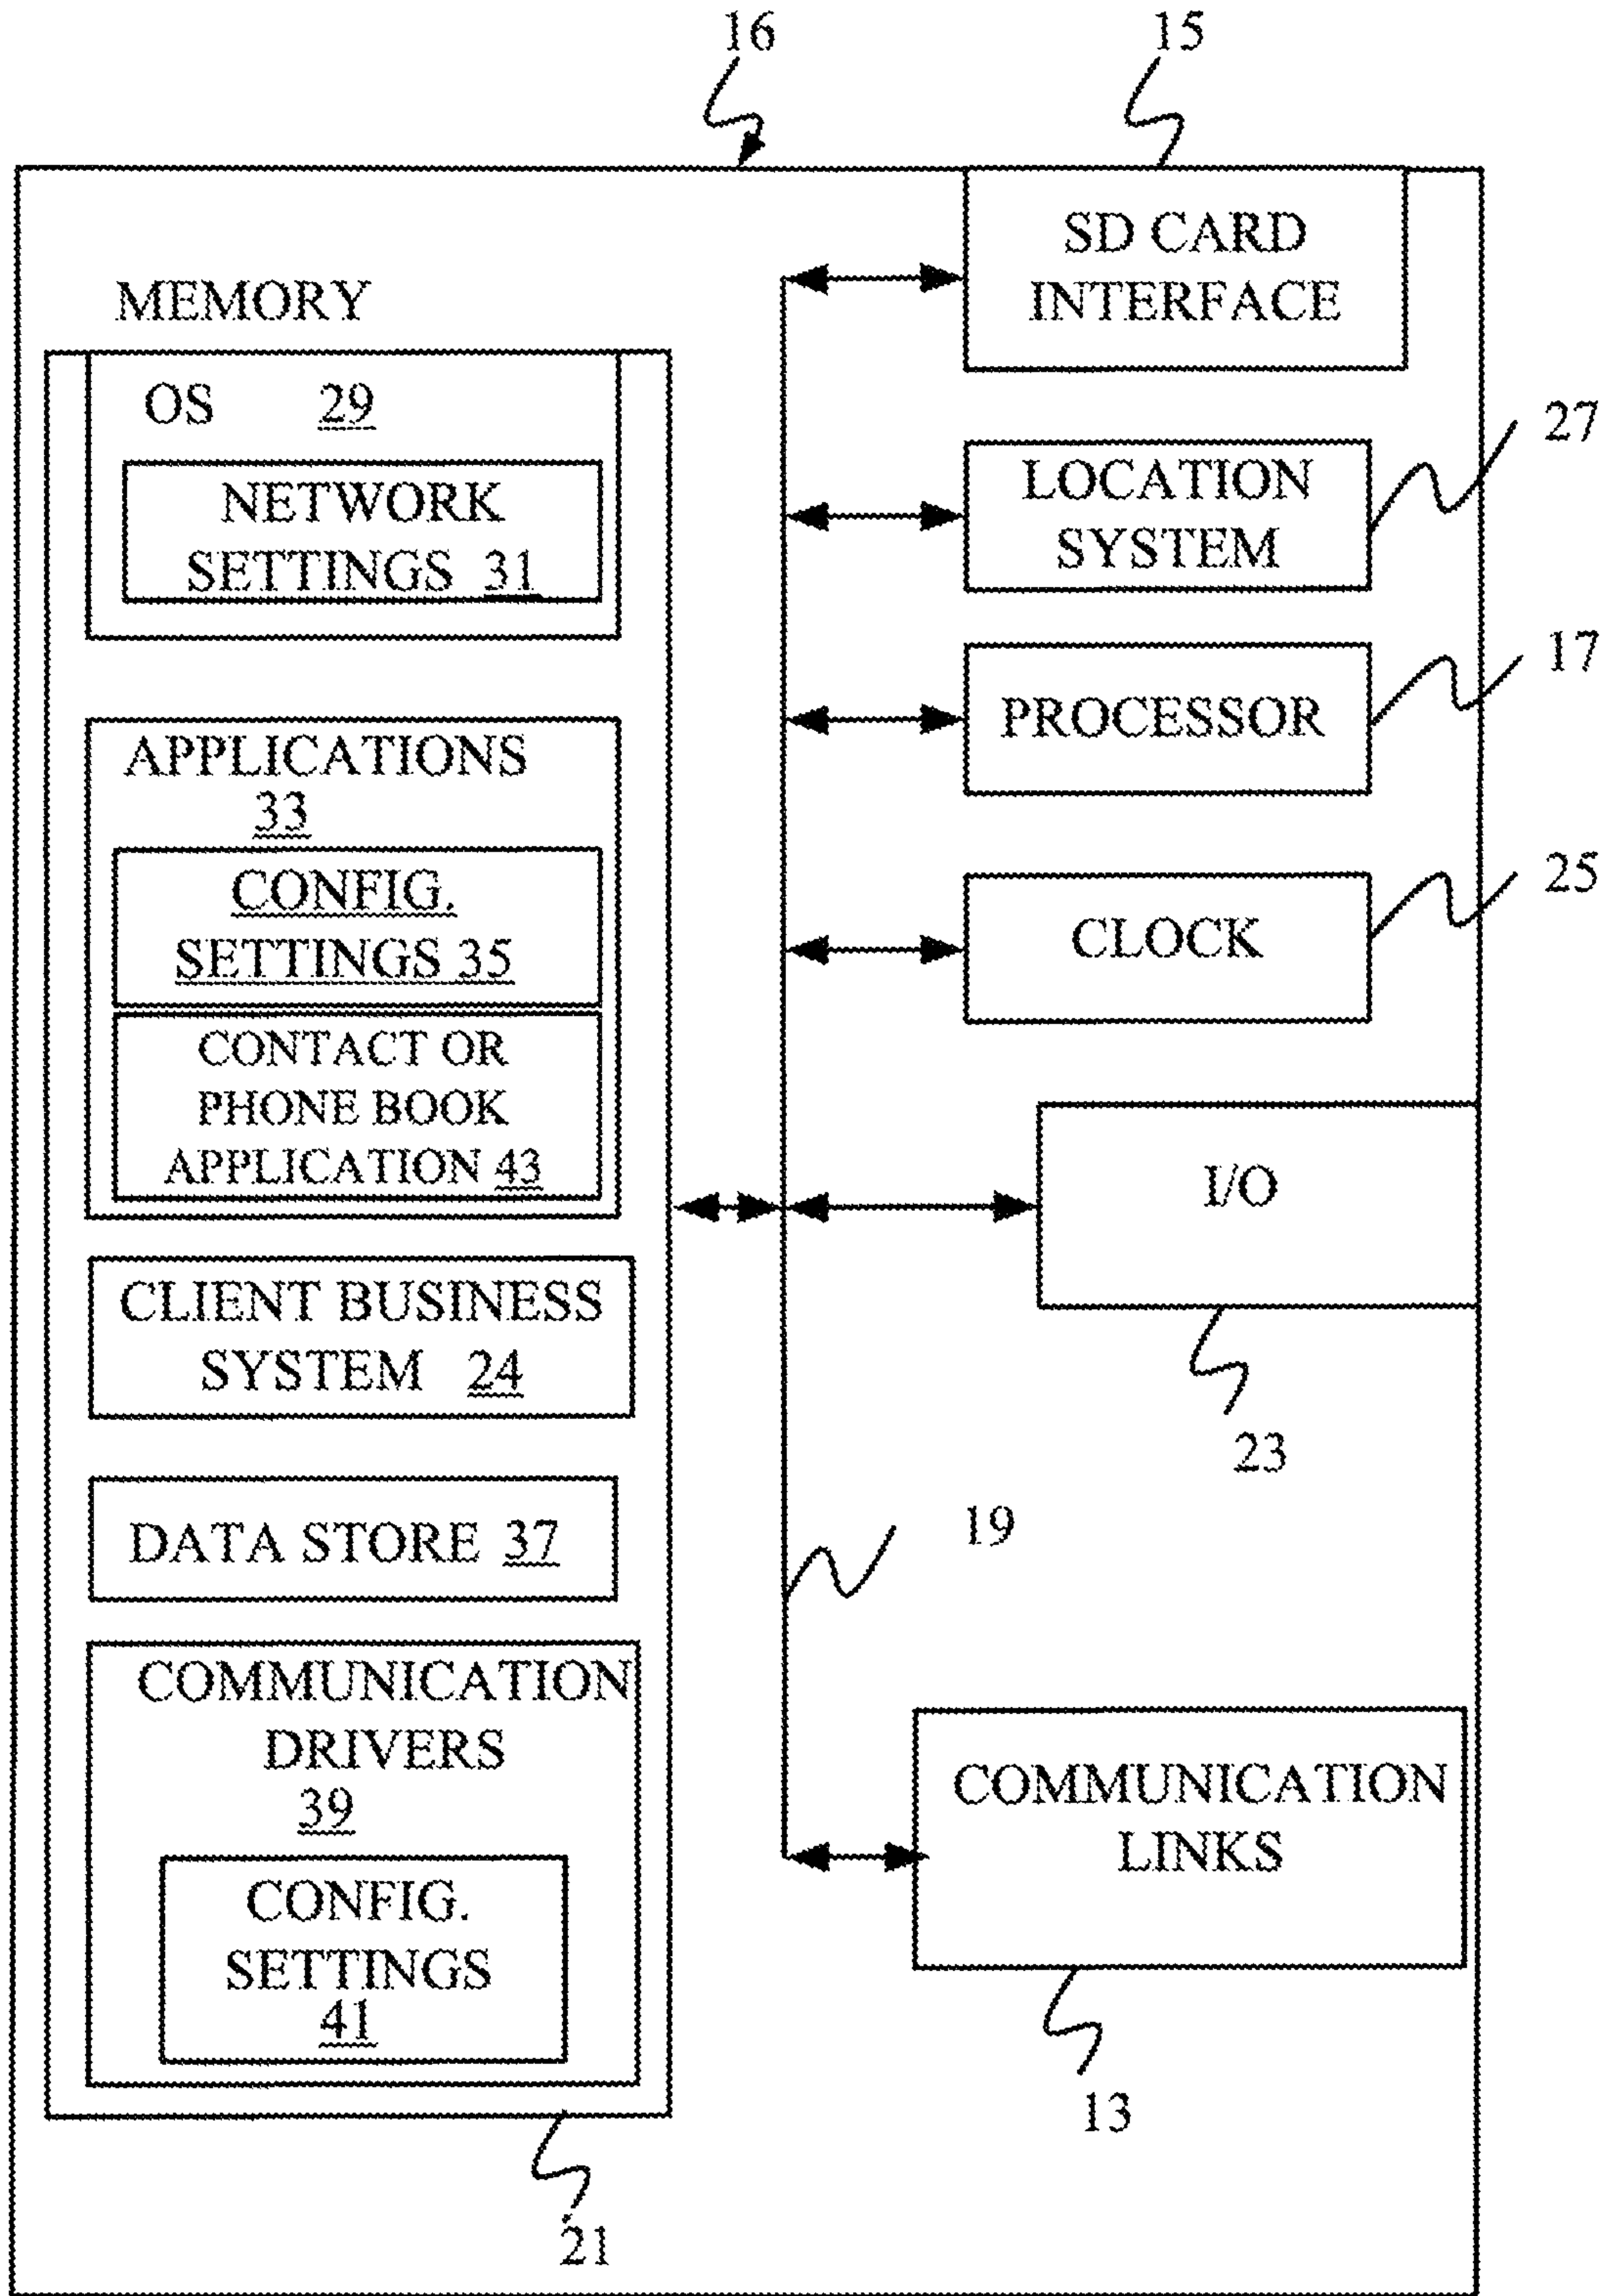 16
15
MEMORY
OS 29
NETWORK
SETTINGS 31
APPLICATIONS
33
CONFIG.
SETTINGS 35
CONTACT OR
PHONE BOOK
APPLICATION 43
CLIENT BUSINESS
SYSTEM 24
DATA STORE 37
COMMUNICATION
DRIVERS
39
CONFIG.
SETTINGS
41
21
SD CARD
INTERFACE
27
LOCATION
SYSTEM
17
PROCESSOR
25
CLOCK
I/O
23
19
COMMUNICATION
LINKS
13